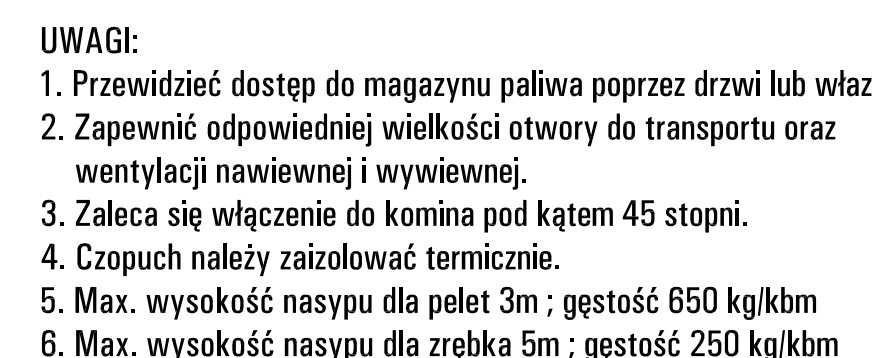 UWAGI:
1. Przewidzieć dostęp do magazynu paliwa poprzez drzwi lub właz
2. Zapewnić odpowiedniej wielkości otwory do transportu oraz
wentylacji nawiewnej i wywiewnej.
3. Zaleca się włączenie do komina pod kątem 45 stopni.
4. Czopuch należy zaizolować termicznie.
5. Max. wysokość nasypu dla pelet 3m ; gęstość 650 kg/kbm
6. Max. wysokość nasypu dla zrębka 5m ; gęstość 250 kg/kbm